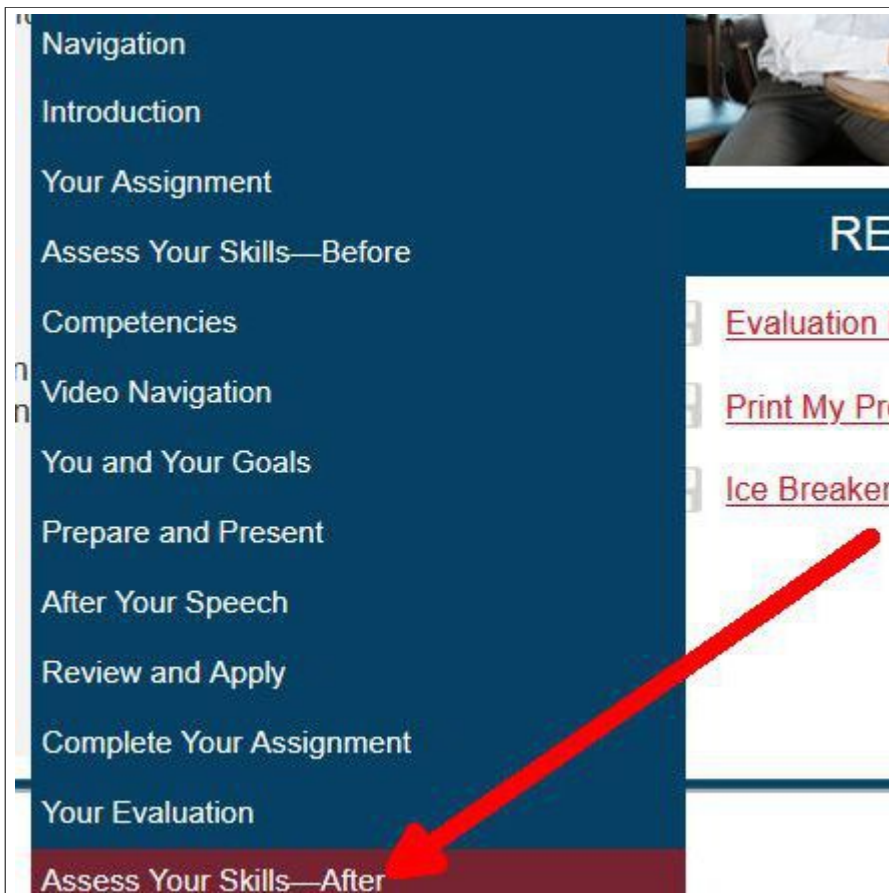 Navigation
Introduction
Your Assignment
Assess Your Skills—Before
Competencies
Video Navigation
You and Your Goals
Prepare and Present
After Your Speech
Review and Apply
Complete Your Assignment
Your Evaluation
Assess Your Skills—After
RE
Evaluation
Print My Pr
Ice Breaker